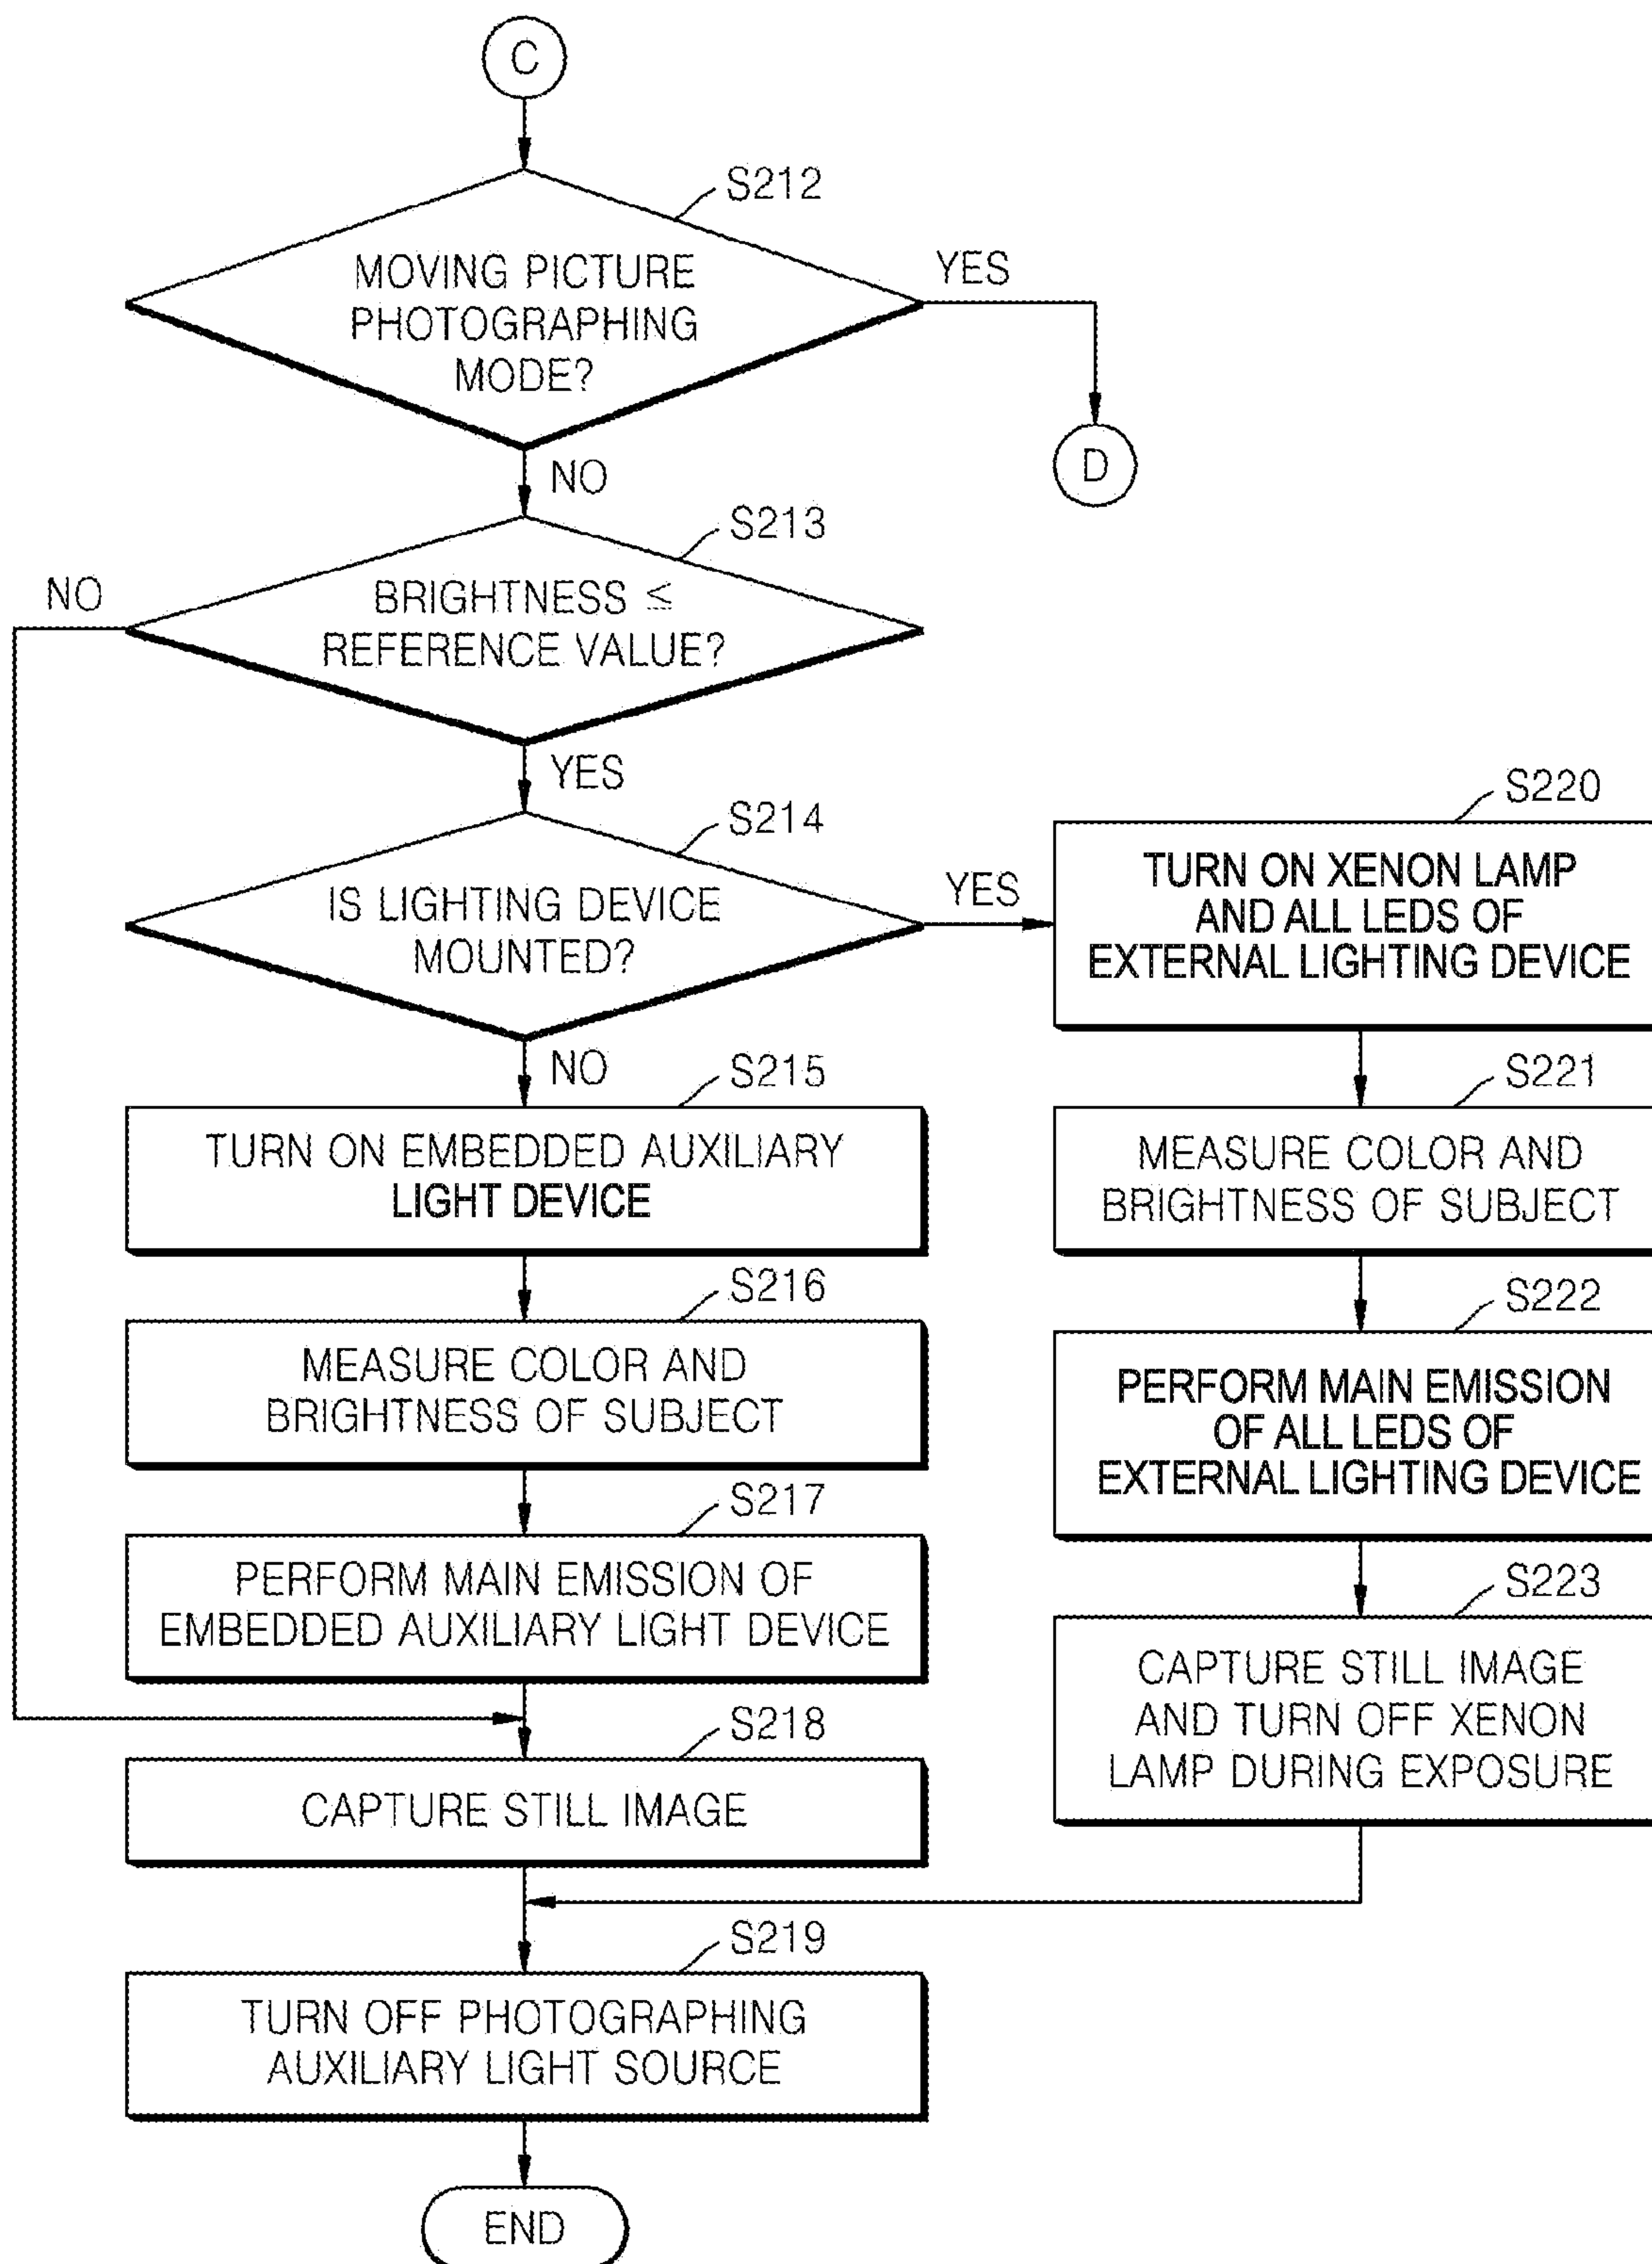 C
S212
MOVING PICTURE
PHOTOGRAPHING
MODE?
YES
D
NO
S213
BRIGHTNESS ≤
REFERENCE VALUE?
NO
YES
S214
IS LIGHTING DEVICE
MOUNTED?
YES
NO
S215
TURN ON EMBEDDED AUXILIARY
LIGHT DEVICE
S216
MEASURE COLOR AND
BRIGHTNESS OF SUBJECT
S217
PERFORM MAIN EMISSION OF
EMBEDDED AUXILIARY LIGHT DEVICE
S218
CAPTURE STILL IMAGE
S220
TURN ON XENON LAMP
AND ALL LEDS OF
EXTERNAL LIGHTING DEVICE
S221
MEASURE COLOR AND
BRIGHTNESS OF SUBJECT
S222
PERFORM MAIN EMISSION
OF ALL LEDS OF
EXTERNAL LIGHTING DEVICE
S223
CAPTURE STILL IMAGE
AND TURN OFF XENON
LAMP DURING EXPOSURE
S219
TURN OFF PHOTOGRAPHING
AUXILIARY LIGHT SOURCE
END